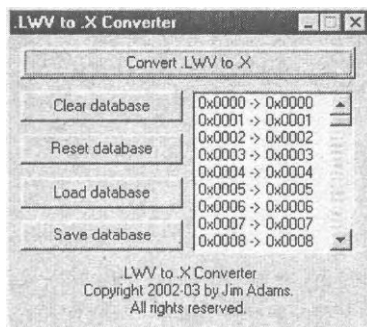 .LWV to .X Converter
Convert .LWV to .X
Clear database
Reset database
Load database
Save database
0x0000 -> 0x0000
0x0001 -> 0x0001
0x0002 -> 0x0002
0x0003 -> 0x0003
0x0004 -> 0x0004
0x0005 -> 0x0005
0x0006 -> 0x0006
0x0007 -> 0x0007
0x0008 -> 0x0008
.LWV to .X Converter
Copyright 2002-03 by Jim Adams.
All rights reserved.